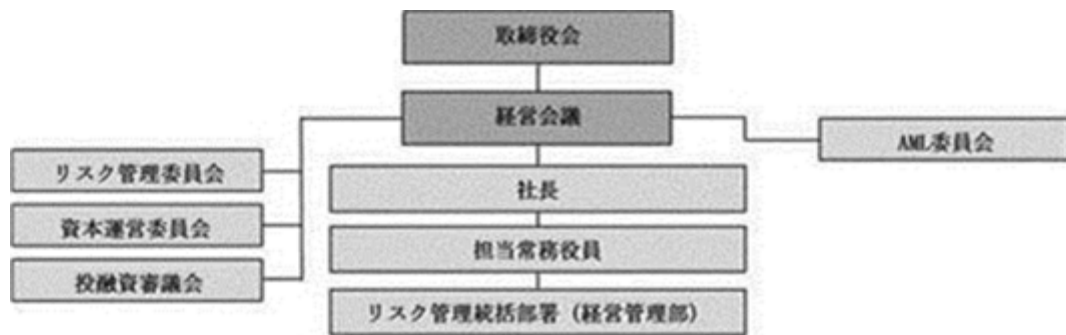 取締役会
経営会議
AML委員会
リスク管理委員会
社長
資本運営委員会
担当常務役員
投融資審議会
リスク管理統括部署（経営管理部）